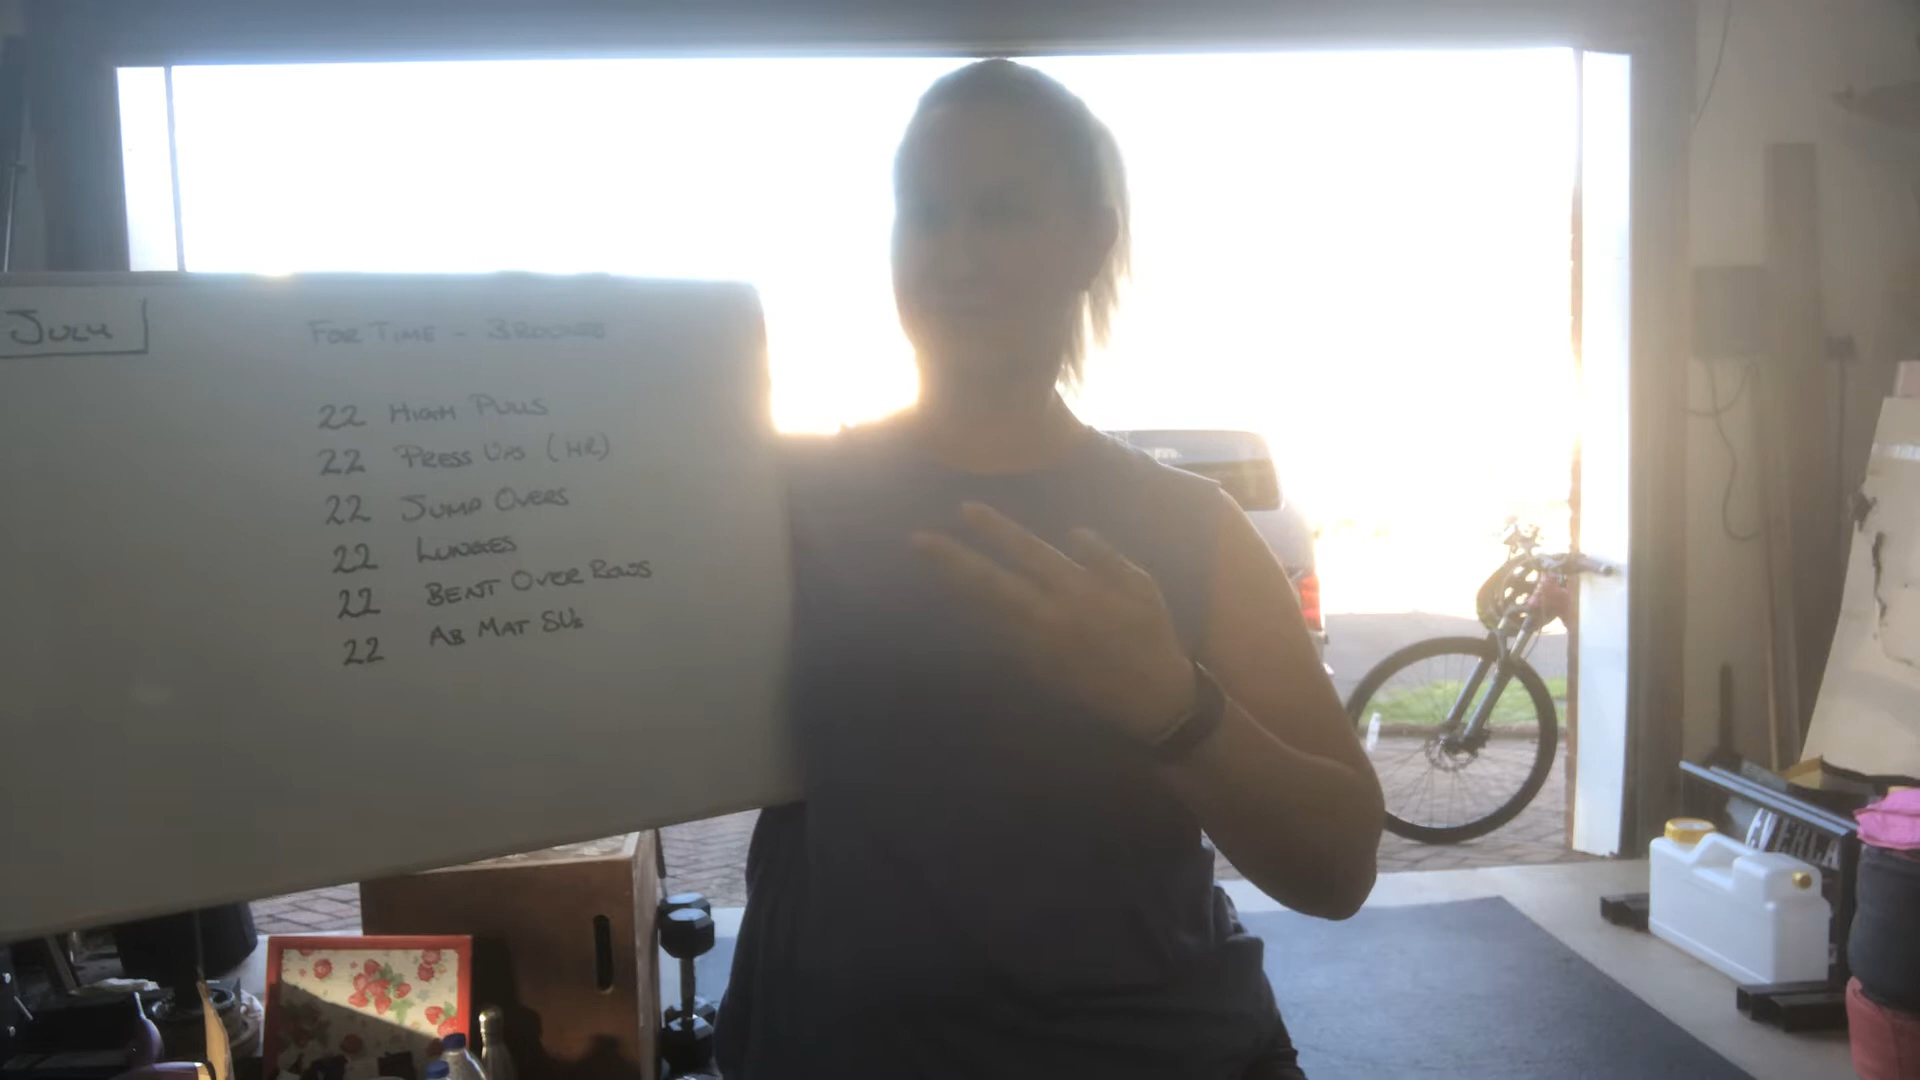 JULY
FOR TIME - 3 ROUNDS
22 HIGH PULLS
22 PRESS UPS (HR)
22 JUMP OVERS
22 LUNGES
22 BENT OVER ROWS
22 AB MAT SUs